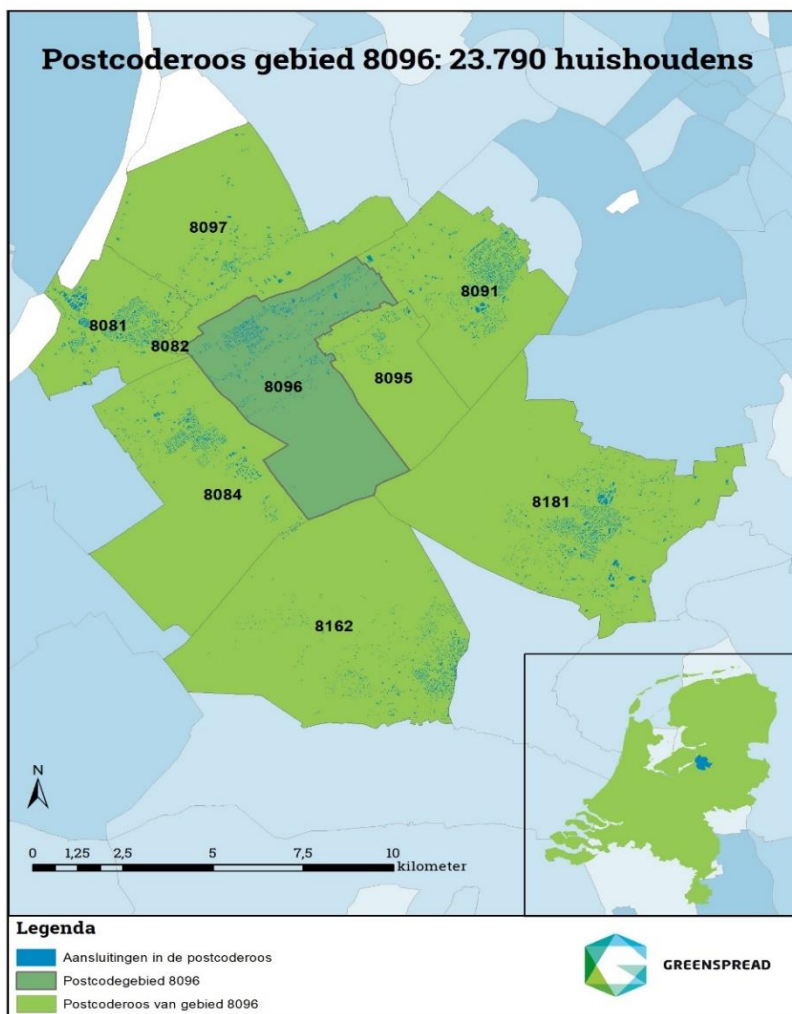 Postcoderoos gebied 8096: 23.790 huishoudens
8097
8091
8081
8082
8096
8095
8084
8181
8162
N
0 1,25 2,5 5 7,5 10
kilometer
Legenda
Aansluitingen in de postcoderoos
Postcodegebied 8096
Postcoderoos van gebied 8096
GREENSPREAD